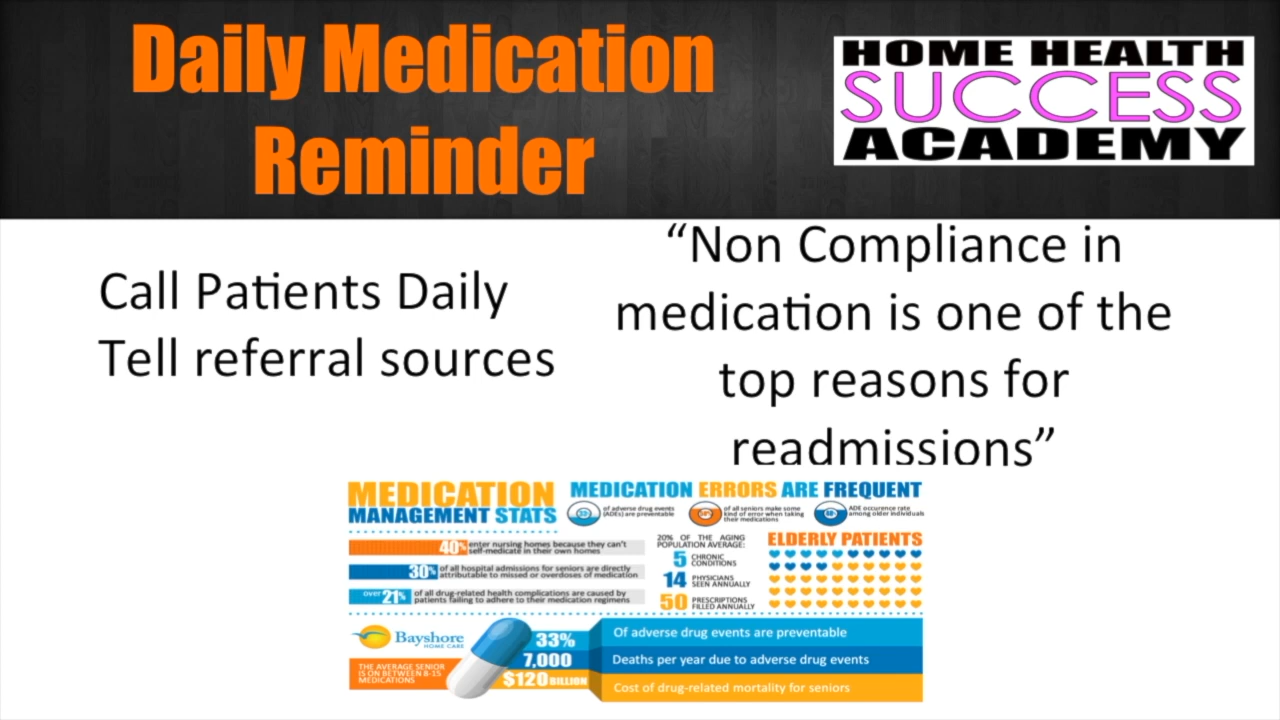 Daily Medication
Reminder
HOME HEALTH
SUCCESS
ACADEMY
Call Patients Daily
Tell referral sources
“Non Compliance in
medication is one of the
top reasons for
readmissions”
MEDICATION
MANAGEMENT STATS
40% enter nursing homes because they can't
self-medicate in their own homes
30% of all hospital admissions for seniors are directly
attributable to missed or overdoses of medication
over 21% of all drug-related health complications are caused by
patients failing to adhere to their medication regimens
MEDICATION ERRORS ARE FREQUENT
of adverse drug events
(ADEs) are preventable
of all seniors make some
kind of error when taking
their medications
ADE occurence rate
among older individuals
20% OF THE AGING
POPULATION AVERAGE:
5 CHRONIC
CONDITIONS
14 PHYSICIANS
SEEN ANNUALLY
50 PRESCRIPTIONS
FILLED ANNUALLY
ELDERLY PATIENTS
Bayshore
HOME CARE
THE AVERAGE SENIOR
IS ON BETWEEN 8-15
MEDICATIONS
33% Of adverse drug events are preventable
7,000 Deaths per year due to adverse drug events
$120 BILLION Cost of drug-related mortality for seniors